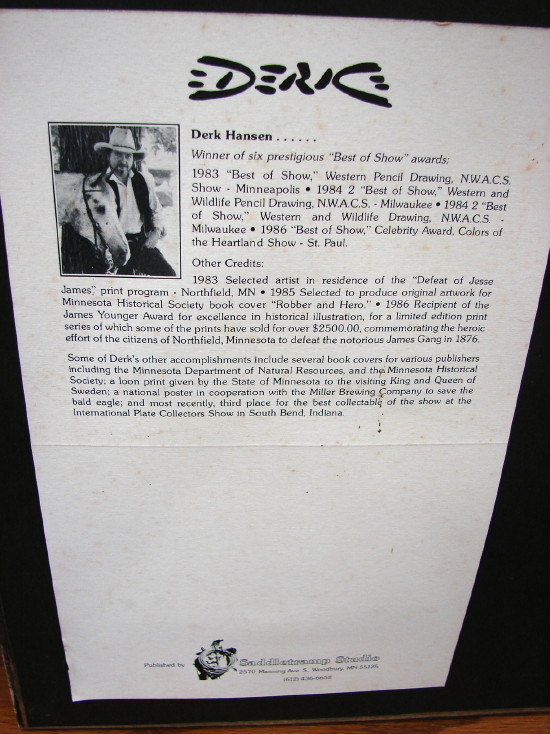 DERK
Derk Hansen . . . . . .
Winner of six prestigious "Best of Show" awards:
1983 "Best of Show," Western Pencil Drawing, N.W.A.C.S.
Show - Minneapolis • 1984 2 "Best of Show," Western and
Wildlife Pencil Drawing, N.W.A.C.S. - Milwaukee • 1984 2 "Best
of Show," Western and Wildlife Drawing, N.W.A.C.S. -
Milwaukee • 1986 "Best of Show," Celebrity Award, Colors of
the Heartland Show - St. Paul.
Other Credits:
1983 Selected artist in residence of the "Defeat of Jesse
James", print program - Northfield, MN • 1985 Selected to produce original artwork for
Minnesota Historical Society book cover "Robber and Hero." • 1986 Recipient of the
James Younger Award for excellence in historical illustration, for a limited edition print
series of which some of the prints have sold for over $2500.00, commemorating the heroic
effort of the citizens of Northfield, Minnesota to defeat the notorious James Gang in 1876.
Some of Derk's other accomplishments include several book covers for various publishers
including the Minnesota Department of Natural Resources, and the Minnesota Historical
Society; a loon print given by the State of Minnesota to the visiting King and Queen of
Sweden; a national poster in cooperation with the Miller Brewing Company to save the
bald eagle; and most recently, third place for the best collectable of the show at the
International Plate Collectors Show in South Bend, Indiana.
Published by
Saddletramp Studio
2570 Manning Ave. S. Woodbury, MN
(612)